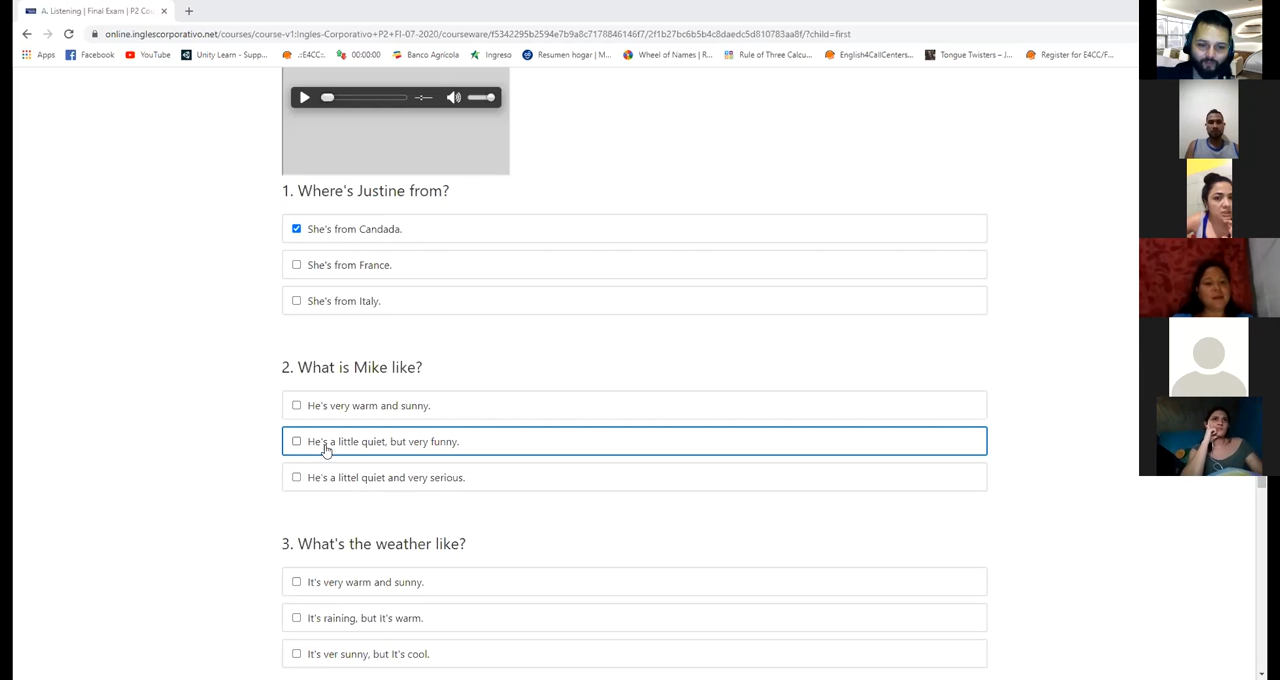 A. Listening | Final Exam | P2 Cou
online.inglescorporativo.net/courses/course-v1:Ingles-Corporativo+P2+FI-07-2020/courseware/f5342295b2594e7b9a8c7178846146f7/2f1b27bc6b5b4c8daedc5d810783aa8f/?child=first
Apps Facebook YouTube Unity Learn - Supp... .:E4CC:. 00:00:00 Banco Agrícola Ingreso Resumen hogar | M... Wheel of Names | R... Rule of Three Calcu... English4CallCenters... Tongue Twisters – J... Register for E4CC/F...
1. Where's Justine from?
She's from Candada.
She's from France.
She's from Italy.
2. What is Mike like?
He's very warm and sunny.
He's a little quiet, but very funny.
He's a littel quiet and very serious.
3. What's the weather like?
It's very warm and sunny.
It's raining, but It's warm.
It's ver sunny, but It's cool.